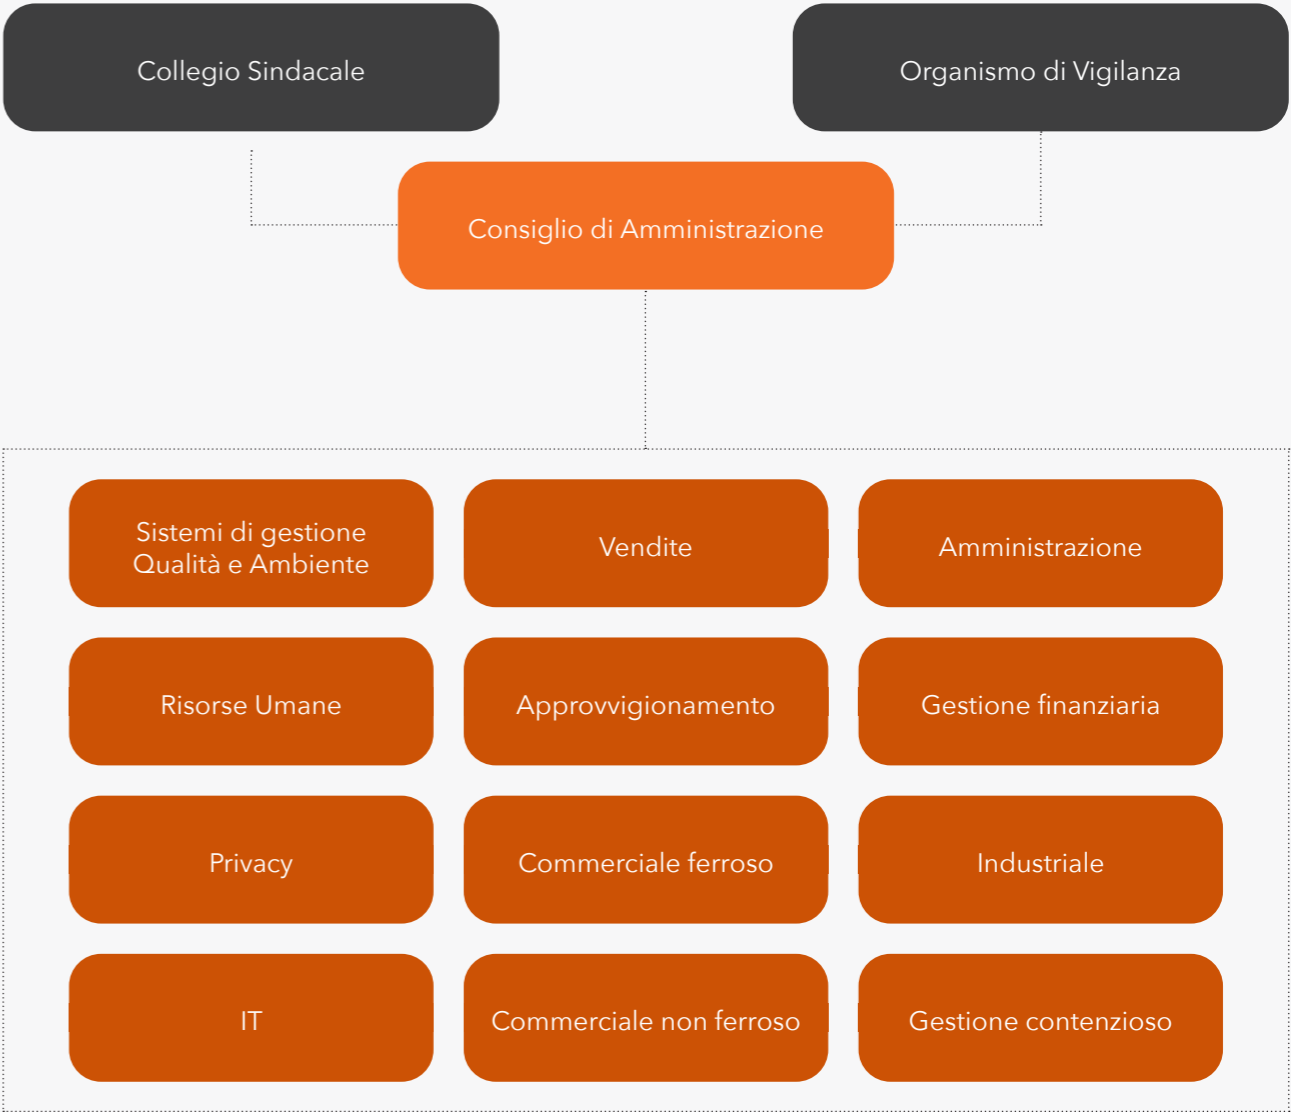 Collegio Sindacale
Organismo di Vigilanza
Consiglio di Amministrazione
Sistemi di gestione
Qualità e Ambiente
Vendite
Amministrazione
Risorse Umane
Approvvigionamento
Gestione finanziaria
Privacy
Commerciale ferroso
Industriale
IT
Commerciale non ferroso
Gestione contenzioso